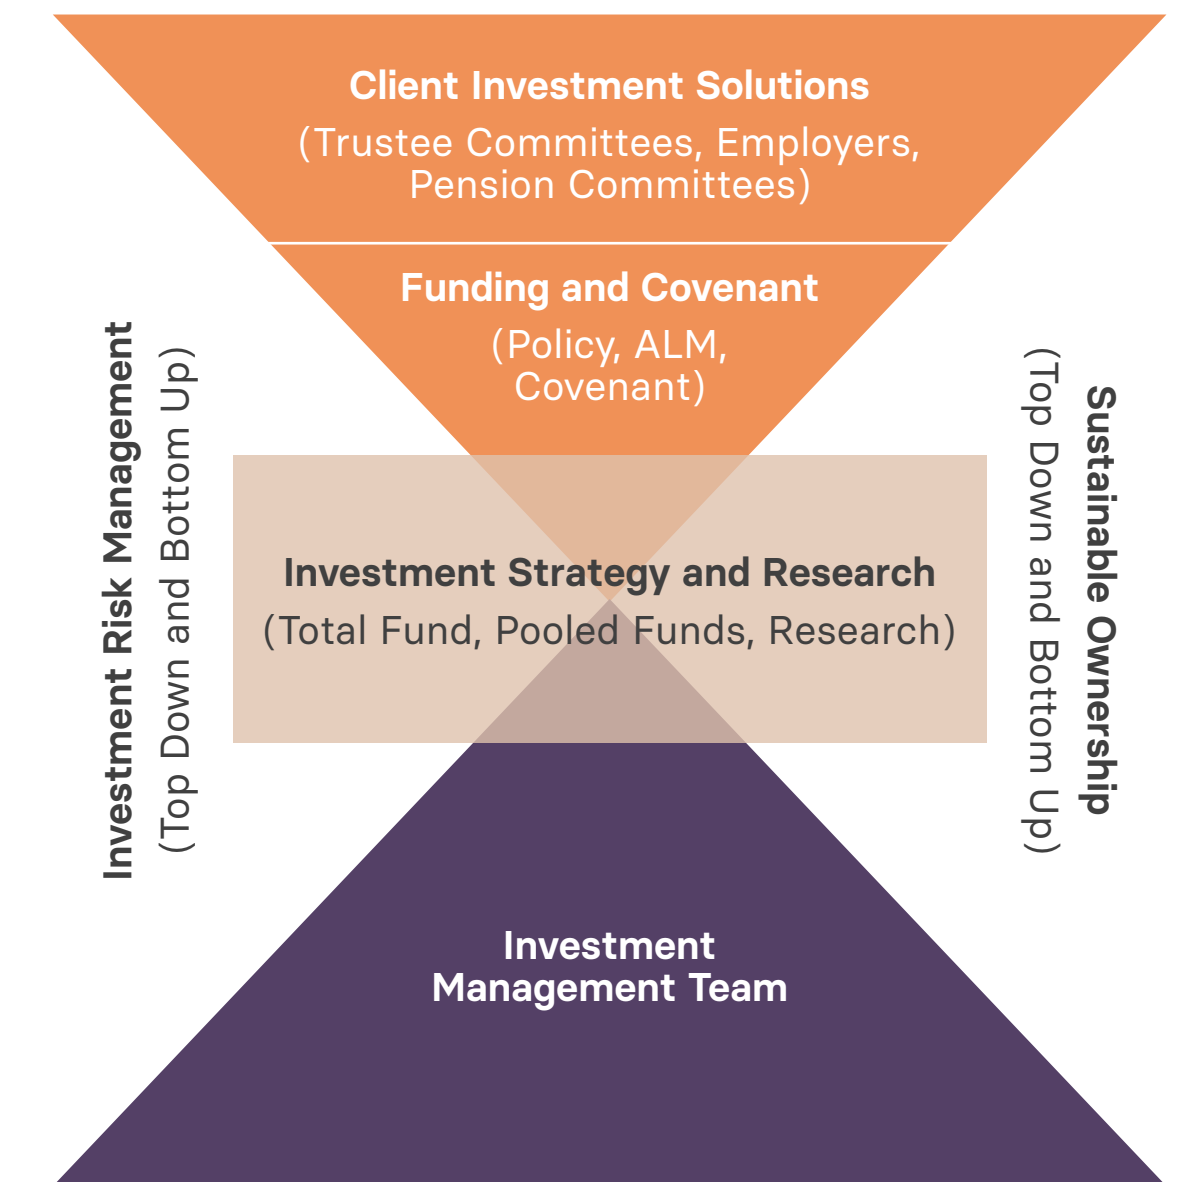 Client Investment Solutions
(Trustee Committees, Employers,
Pension Committees)
Funding and Covenant
(Policy, ALM,
Covenant)
Investment Risk Management
(Top Down and Bottom Up)
Investment Strategy and Research
(Total Fund, Pooled Funds, Research)
Sustainable Ownership
(Top Down and Bottom Up)
Investment
Management Team